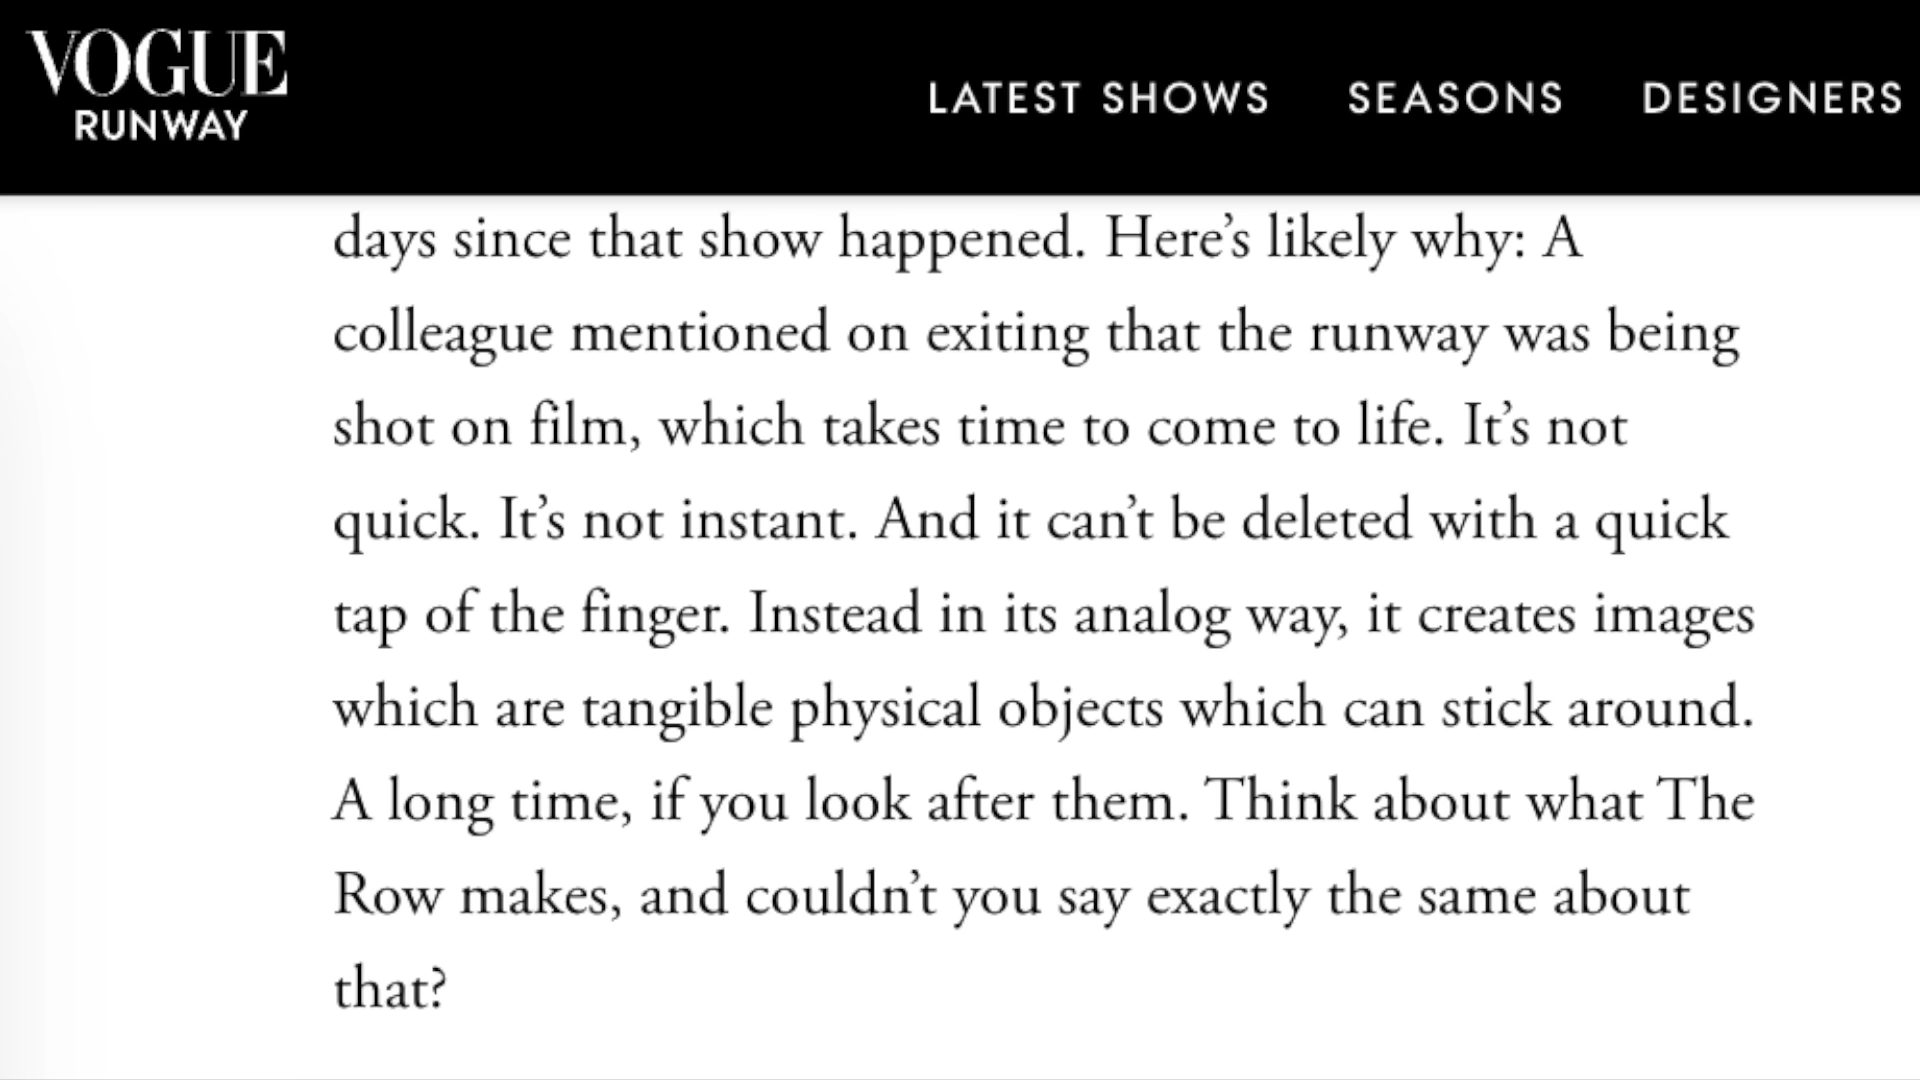 VOGUE
RUNWAY
LATEST SHOWS SEASONS DESIGNERS
days since that show happened. Here’s likely why: A
colleague mentioned on exiting that the runway was being
shot on film, which takes time to come to life. It’s not
quick. It’s not instant. And it can’t be deleted with a quick
tap of the finger. Instead in its analog way, it creates images
which are tangible physical objects which can stick around.
A long time, if you look after them. Think about what The
Row makes, and couldn’t you say exactly the same about
that?